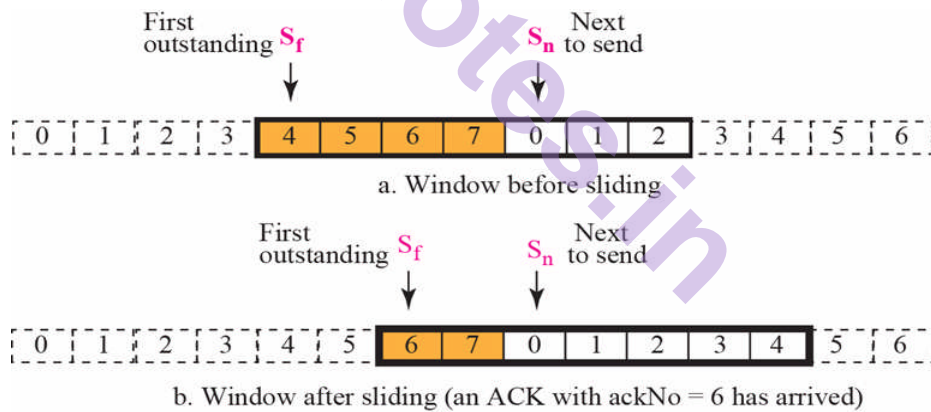 First Next
outstanding Sf Sn to send
0 1 2 3 4 5 6 7 0 1 2 3 4 5 6
a. Window before sliding
First Next
outstanding Sf Sn to send
0 1 2 3 4 5 6 7 0 1 2 3 4 5 6
b. Window after sliding (an ACK with ackNo = 6 has arrived)
otes.in